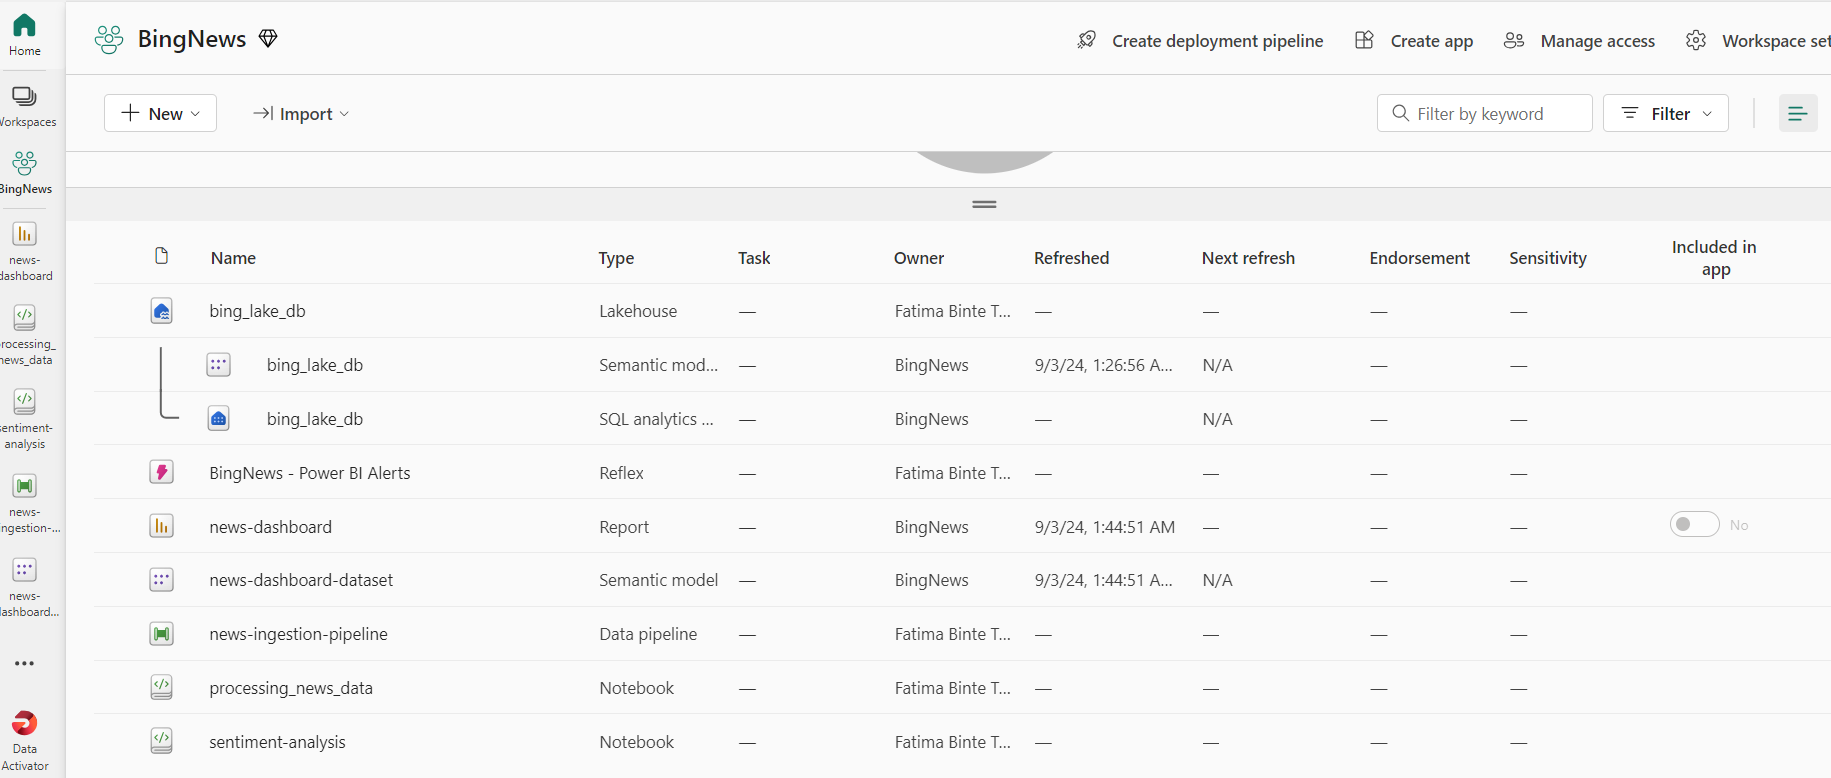 Home
Workspaces
BingNews
news-
dashboard
processing_
news_data
sentiment-
analysis
news-
ingestion-...
news-
dashboard...
Data
Activator
BingNews
Create deployment pipeline
Create app
Manage access
Workspace set
New
Import
Filter by keyword
Filter
Name Type Task Owner Refreshed Next refresh Endorsement Sensitivity Included in
app
bing_lake_db Lakehouse — Fatima Binte T... — — — —
bing_lake_db Semantic mod... — BingNews 9/3/24, 1:26:56 A... N/A — —
bing_lake_db SQL analytics ... — BingNews — N/A — —
BingNews - Power BI Alerts Reflex — Fatima Binte T... — — — —
news-dashboard Report — BingNews 9/3/24, 1:44:51 AM — — — No
news-dashboard-dataset Semantic model — BingNews 9/3/24, 1:44:51 A... N/A — —
news-ingestion-pipeline Data pipeline — Fatima Binte T... — — — —
processing_news_data Notebook — Fatima Binte T... — — — —
sentiment-analysis Notebook — Fatima Binte T... — — — —